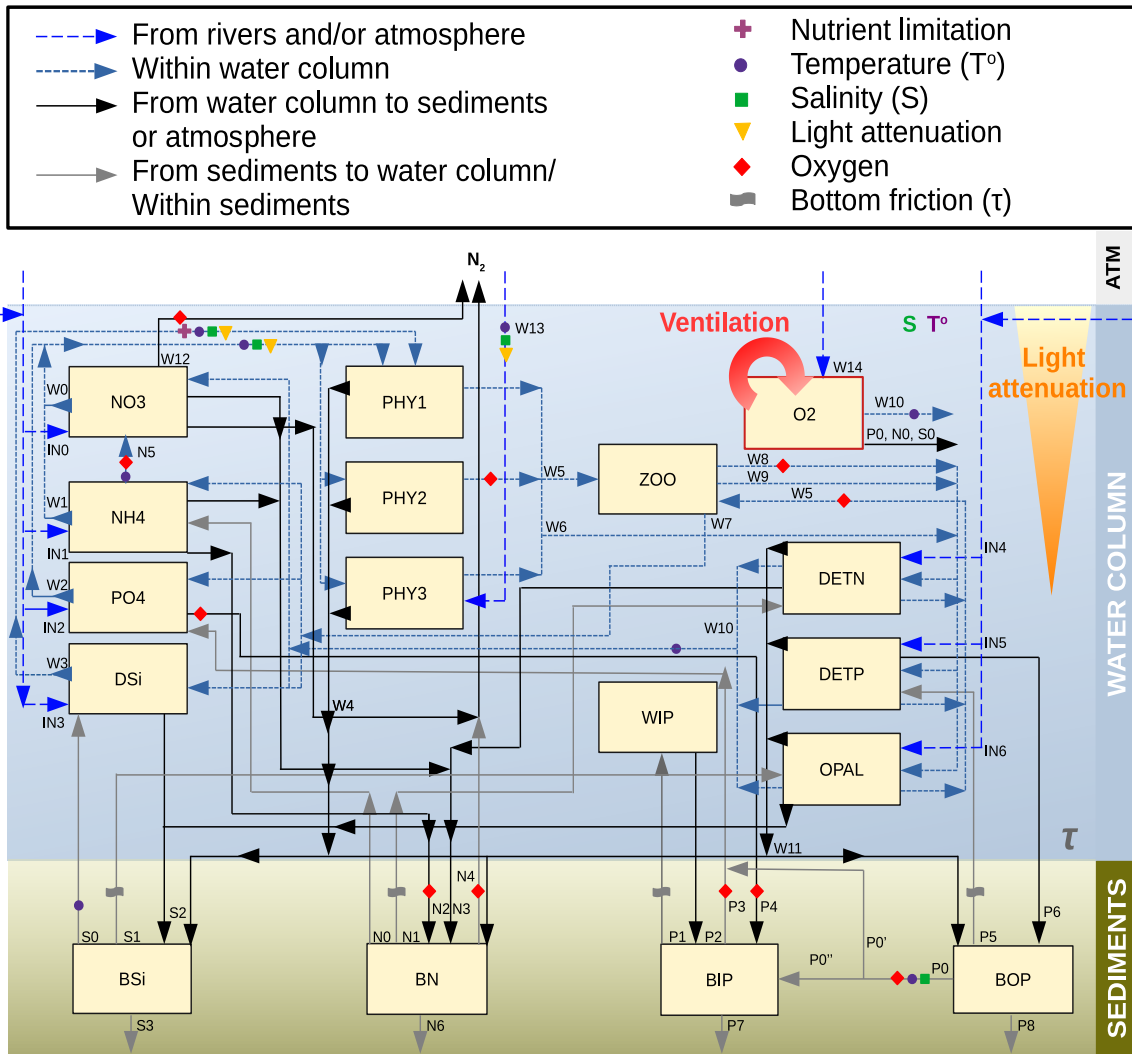 From rivers and/or atmosphere
Within water column
From water column to sediments
or atmosphere
From sediments to water column/
Within sediments
Nutrient limitation
Temperature (Tº)
Salinity (S)
Light attenuation
Oxygen
Bottom friction (τ)
ATM
N2
W13
Ventilation
S Tº
Light
attenuation
W12
W14
W0
NO3
PHY1
O2
W10
P0, N0, S0
IN0
N5
W8
W5
ZOO
W9
PHY2
W5
W1
NH4
W7
W6
IN1
IN4
W2
PO4
PHY3
DETN
IN2
W10
IN5
W3
DSi
DETP
IN3
W4
WIP
IN6
OPAL
WATER COLUMN
τ
W11
SEDIMENTS
N4
S2
N2 N3
P3 P4
P6
S0 S1
N0 N1
P1 P2
P0'
P5
BSi
BN
BIP
P0''
P0
BOP
S3
N6
P7
P8